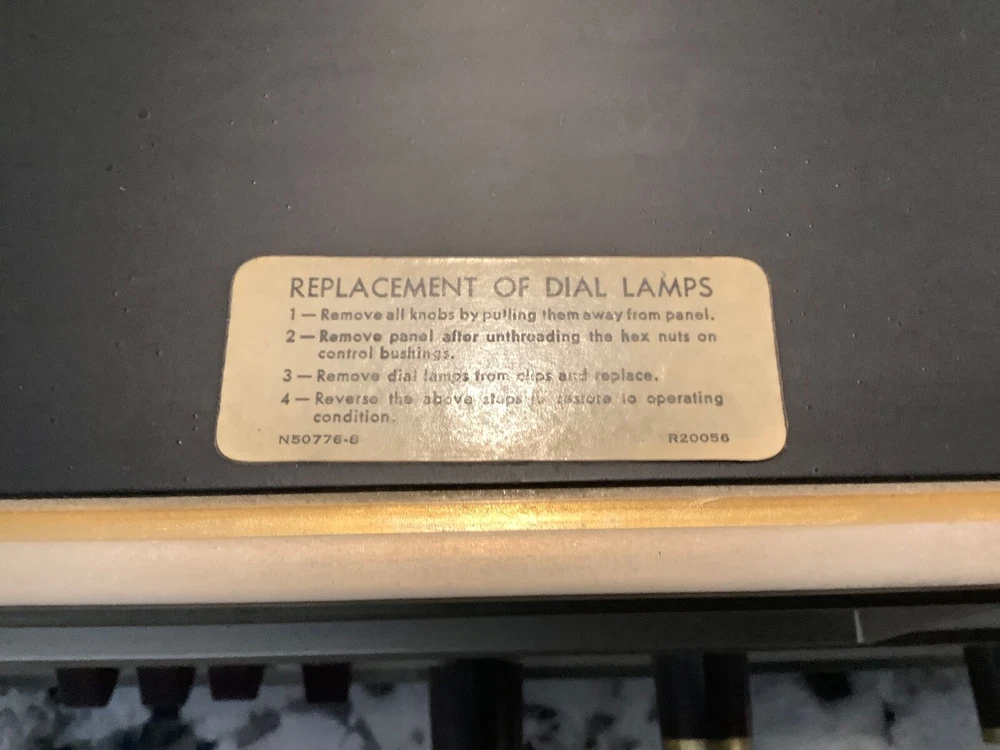 REPLACEMENT OF DIAL LAMPS
1 — Remove all knobs by pulling them away from panel.
2 — Remove panel after unthreading the hex nuts on
control bushings.
3 — Remove dial lamps from clips and replace.
4 — Reverse the above steps to restore to operating
condition.
N50776-8 R20056